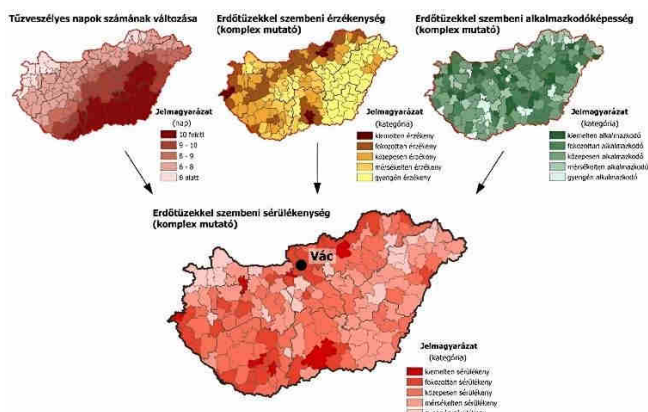 Tűzveszélyes napok számának változása
Jelmagyarázat
(nap)
10 felett
9 - 10
8 - 9
6 - 8
6 alatt
Erdőtüzekkel szembeni érzékenység
(komplex mutató)
Jelmagyarázat
(kategória)
kiemelten érzékeny
fokozottan érzékeny
közepesen érzékeny
mérsékelten érzékeny
gyengén érzékeny
Erdőtüzekkel szembeni alkalmazkodóképesség
(komplex mutató)
Jelmagyarázat
(kategória)
kiemelten alkalmazkodó
fokozottan alkalmazkodó
közepesen alkalmazkodó
mérsékelten alkalmazkodó
gyengén alkalmazkodó
Erdőtüzekkel szembeni sérülékenység
(komplex mutató)
Vác
Jelmagyarázat
(kategória)
kiemelten sérülékeny
fokozottan sérülékeny
közepesen sérülékeny
mérsékelten sérülékeny